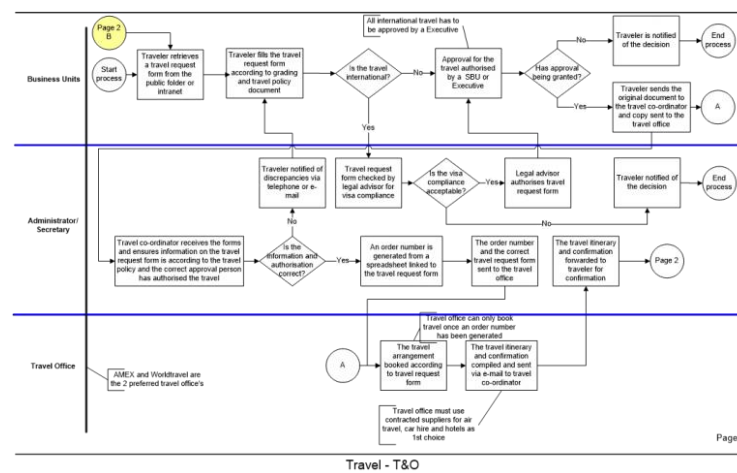 Page 2
B
All international travel has to
be approved by a Executive
Start
process
Traveler retrieves
a travel request
form from the
public folder or
intranet
Traveler fills the travel
request form
according to grading
and travel policy
document
Is the travel
international?
No
Approval for the
travel authorised
by a SBU or
Executive
Has approval
being granted?
No
Traveler is notified
of the decision
End
process
Yes
Traveler sends the
original document to
the travel co-ordinator
and copy sent to the
travel office
A
Business Units
Yes
Traveler notified of
discrepancies via
telephone or e-
mail
Travel request
form checked by
legal advisor for
visa compliance
Is the visa
compliance
acceptable?
Yes
Legal advisor
authorises travel
request form
Traveler notified of
the decision
End
process
No
No
Administrator/
Secretary
Travel co-ordinator receives the forms
and ensures information on the travel
request form is according to the travel
policy and the correct approval person
has authorised the travel
Is the
information and
authorisation
correct?
Yes
An order number is
generated from a
spreadsheet linked to
the travel request form
The order number
and the correct
travel request form
sent to the travel
office
The travel itinerary
and confirmation
forwarded to
traveler for
confirmation
Page 2
Travel office can only book
travel once an order number
has been generated
Travel Office
A
The travel
arrangement
booked according
to travel request
form
The travel itinerary
and confirmation
compiled and sent
via e-mail to travel
co-ordinator
AMEX and Worldtravel are
the 2 preferred travel office's
Travel office must use
contracted suppliers for air
travel, car hire and hotels as
1st choice
Page
Travel - T&O